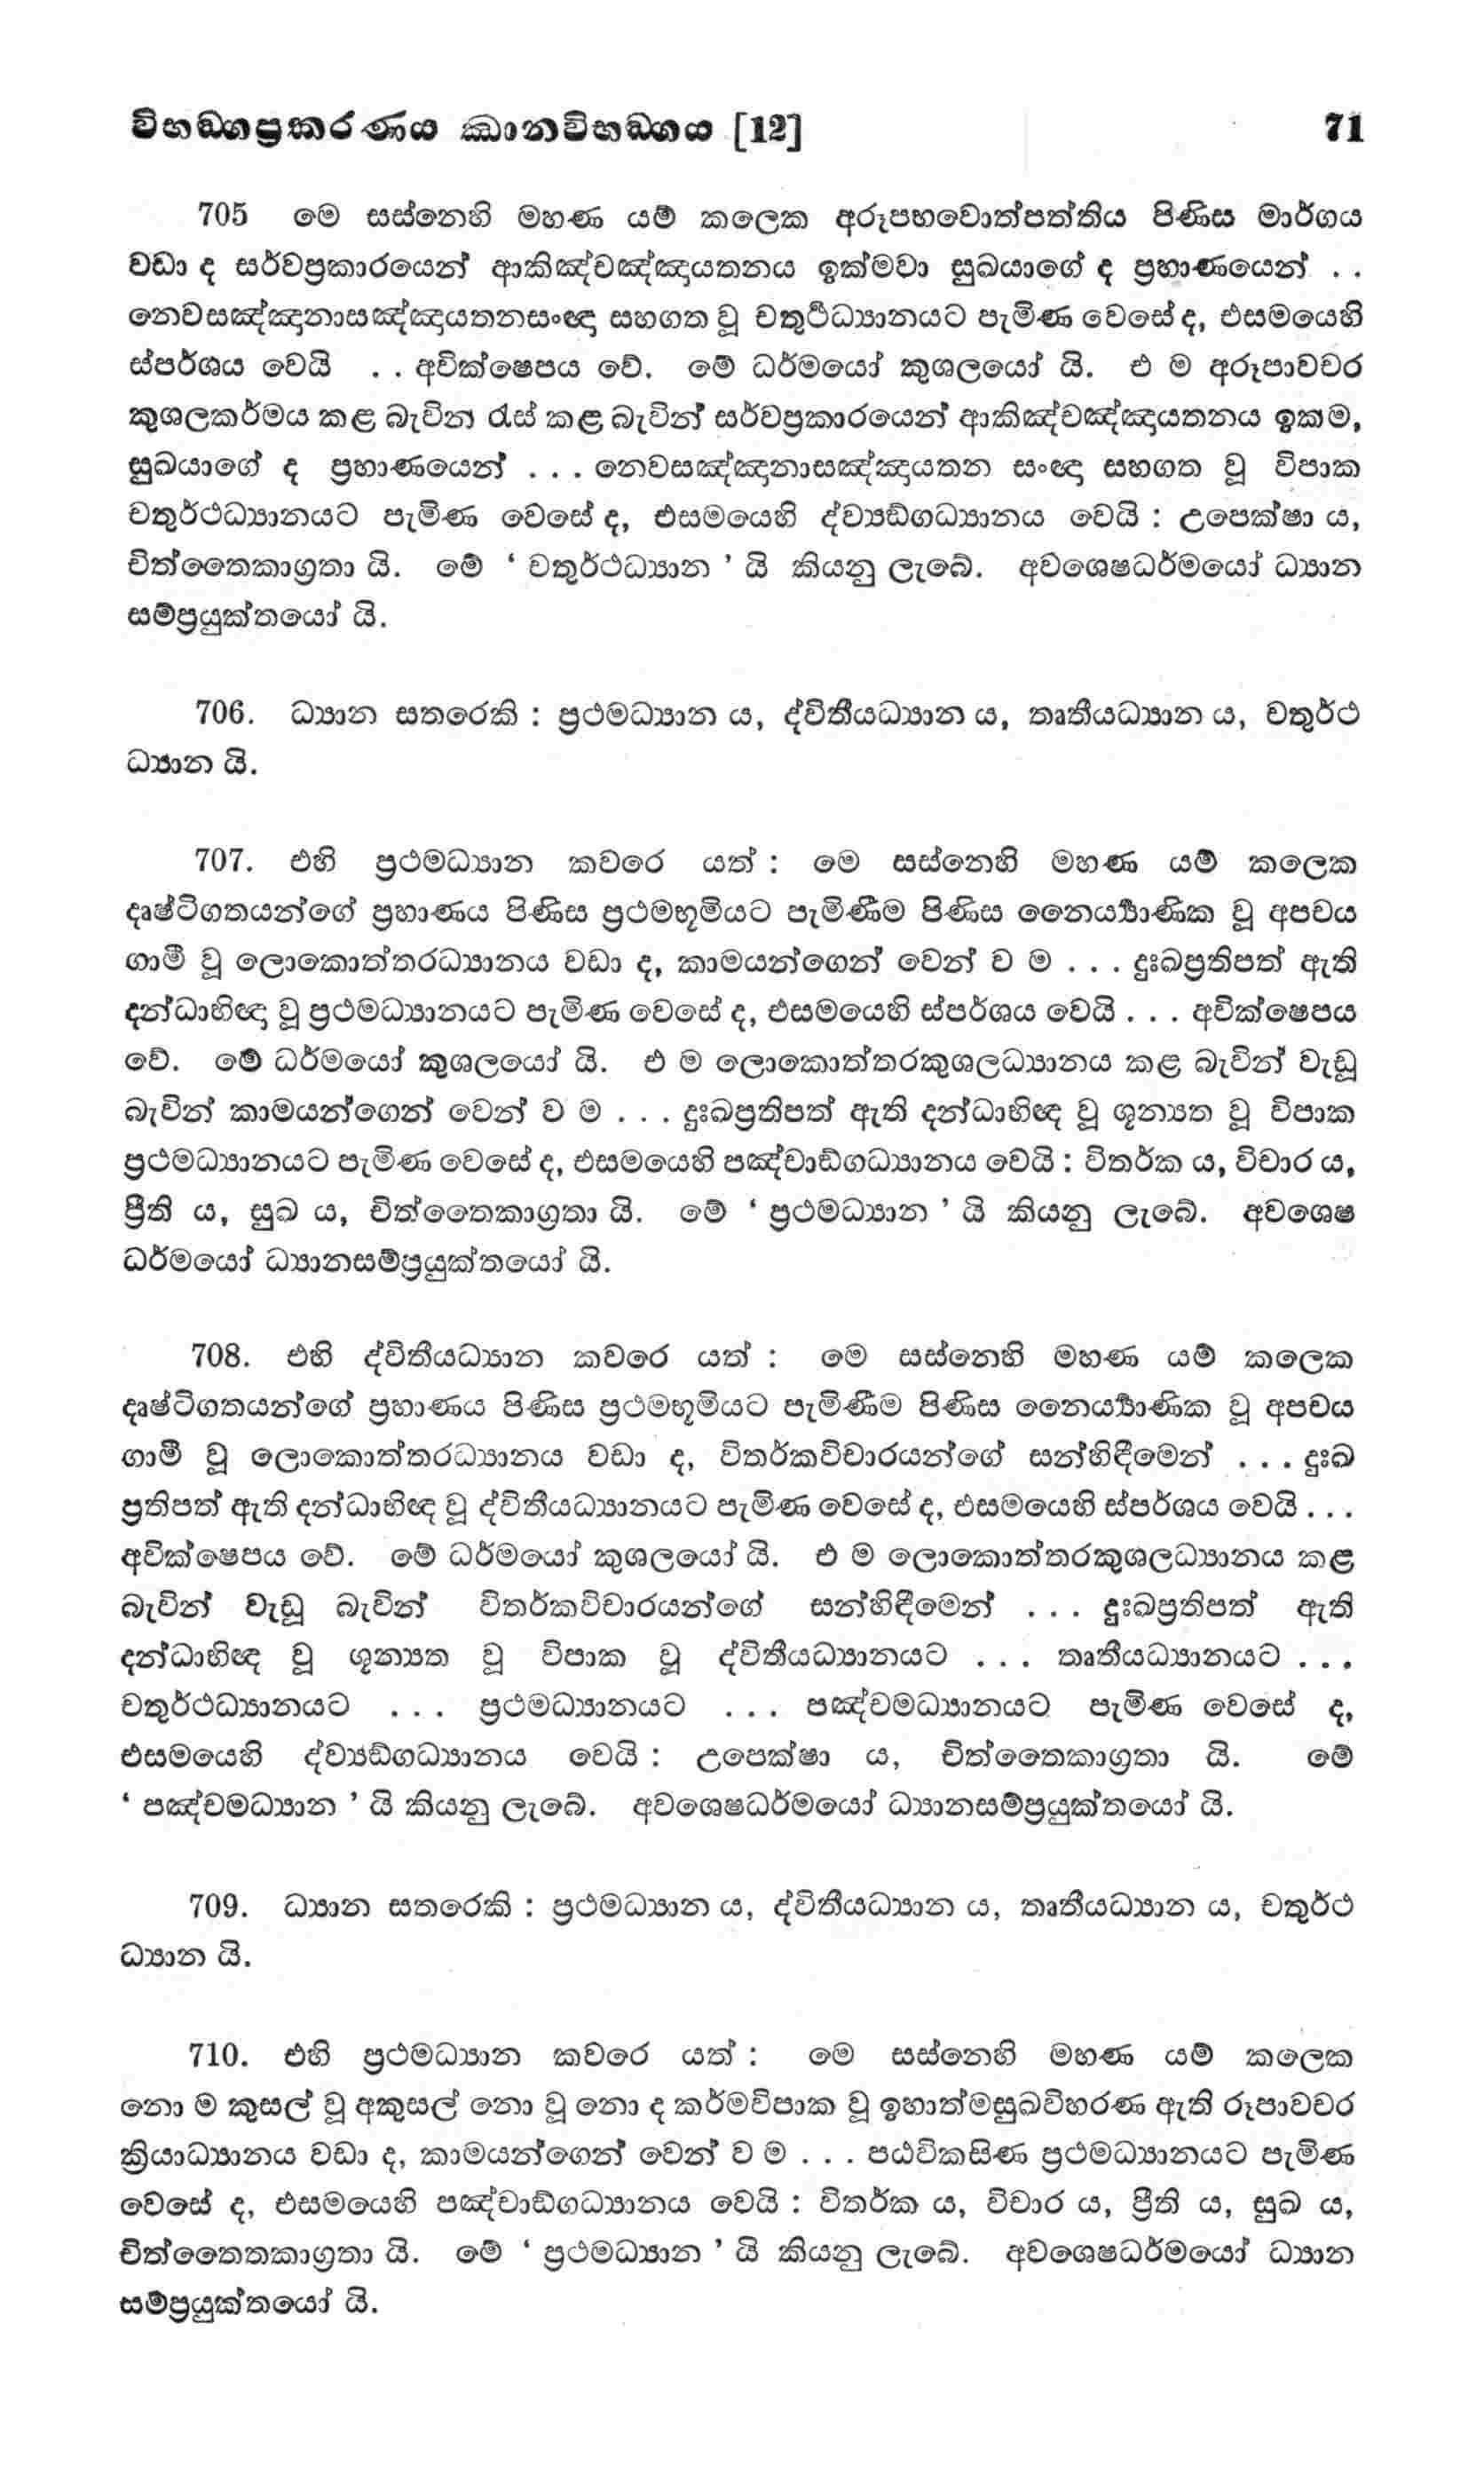 විභඞ්ගප්‍රකරණය ඣානවිභඞ්ගය [12] 71
705 මෙ සස්නෙහි මහණ යම් කලෙක අරූපභවොත්පත්තිය පිණිස මාර්ගය
වඩා ද සර්වප්‍රකාරයෙන් ආකිඤ්චඤ්ඤායතනය ඉක්මවා සුඛයාගේ ද ප්‍රහාණයෙන් . .
නෙවසඤ්ඤානාසඤ්ඤායතනසංඥා සහගත වූ චතුර්ථධ්‍යානයට පැමිණ වෙසේ ද, එසමයෙහි
ස්පර්ශය වෙයි . . අවික්ෂෙපය වේ. මේ ධර්මයෝ කුශලයෝ යි. එ ම අරූපාවචර
කුශලකර්මය කළ බැවින රැස් කළ බැවින් සර්වප්‍රකාරයෙන් ආකිඤ්චඤ්ඤායතනය ඉකම,
සුඛයාගේ ද ප්‍රහාණයෙන් . . . නෙවසඤ්ඤානාසඤ්ඤායතන සංඥා සහගත වූ විපාක
චතුර්ථධ්‍යානයට පැමිණ වෙසේ ද, එසමයෙහි ද්ව්‍යඩ්ගධ්‍යානය වෙයි : උපෙක්ෂා ය,
චිත්තෛකාග්‍රතා යි. මේ ‘ චතුර්ථධ්‍යාන ’ යි කියනු ලැබේ. අවශෙෂධර්මයෝ ධ්‍යාන
සම්ප්‍රයුක්තයෝ යි.
706. ධ්‍යාන සතරෙකි : ප්‍රථමධ්‍යාන ය, ද්විතීයධ්‍යාන ය, තෘතීයධ්‍යාන ය, චතුර්ථ
ධ්‍යාන යි.
707. එහි ප්‍රථමධ්‍යාන කවරෙ යත් : මෙ සස්නෙහි මහණ යම් කලෙක
දෘෂ්ටිගතයන්ගේ ප්‍රහාණය පිණිස ප්‍රථමභූමියට පැමිණීම පිණිස නෛර්‍ය්‍යාණික වූ අපචය
ගාමී වූ ලොකොත්තරධ්‍යානය වඩා ද, කාමයන්ගෙන් වෙන් ව ම . . . දුඃඛප්‍රතිපත් ඇති
දන්ධාභිඥා වූ ප්‍රථමධ්‍යානයට පැමිණ වෙසේ ද, එසමයෙහි ස්පර්ශය වෙයි . . . අවික්ෂෙපය
වේ. මේ ධර්මයෝ කුශලයෝ යි. එ ම ලොකොත්තරකුශලධ්‍යානය කළ බැවින් වැඩූ
බැවින් කාමයන්ගෙන් වෙන් ව ම . . . දුඃඛප්‍රතිපත් ඇති දන්ධාභිඥ වූ ශූන්‍යත වූ විපාක
ප්‍රථමධ්‍යානයට පැමිණ වෙසේ ද, එසමයෙහි පඤ්චාඩ්ගධ්‍යානය වෙයි : විතර්ක ය, විචාර ය,
ප්‍රීති ය, සුඛ ය, චිත්තෛකාග්‍රතා යි. මේ ‘ ප්‍රථමධ්‍යාන ’ යි කියනු ලැබේ. අවශෙෂ
ධර්මයෝ ධ්‍යානසම්ප්‍රයුක්තයෝ යි.
708. එහි ද්විතීයධ්‍යාන කවරෙ යත් : මෙ සස්නෙහි මහණ යම් කලෙක
දෘෂ්ටිගතයන්ගේ ප්‍රහාණය පිණිස ප්‍රථමභූමියට පැමිණීම පිණිස නෛර්‍ය්‍යාණික වූ අපචය
ගාමී වූ ලොකොත්තරධ්‍යානය වඩා ද, විතර්කවිචාරයන්ගේ සන්හිඳීමෙන් . . . දුඃඛ
ප්‍රතිපත් ඇති දන්ධාභිඥ වූ ද්විතීයධ්‍යානයට පැමිණ වෙසේ ද, එසමයෙහි ස්පර්ශය වෙයි . . .
අවික්ෂෙපය වේ. මේ ධර්මයෝ කුශලයෝ යි. එ ම ලොකොත්තරකුශලධ්‍යානය කළ
බැවින් වැඩූ බැවින් විතර්කවිචාරයන්ගේ සන්හිඳීමෙන් . . . දුඃඛප්‍රතිපත් ඇති
දන්ධාභිඥ වූ ශූන්‍යත වූ විපාක වූ ද්විතීයධ්‍යානයට . . . තෘතීයධ්‍යානයට . . .
චතුර්ථධ්‍යානයට . . . ප්‍රථමධ්‍යානයට . . . පඤ්චමධ්‍යානයට පැමිණ වෙසේ ද,
එසමයෙහි ද්ව්‍යඩ්ගධ්‍යානය වෙයි : උපෙක්ෂා ය, චිත්තෛකාග්‍රතා යි. මේ
‘ පඤ්චමධ්‍යාන ’ යි කියනු ලැබේ. අවශෙෂධර්මයෝ ධ්‍යානසම්ප්‍රයුක්තයෝ යි.
709. ධ්‍යාන සතරෙකි : ප්‍රථමධ්‍යාන ය, ද්විතීයධ්‍යාන ය, තෘතීයධ්‍යාන ය, චතුර්ථ
ධ්‍යාන යි.
710. එහි ප්‍රථමධ්‍යාන කවරෙ යත් : මෙ සස්නෙහි මහණ යම් කලෙක
නො ම කුසල් වූ අකුසල් නො වූ නො ද කර්මවිපාක වූ ඉහාත්මසුඛවිහරණ ඇති රූපාවචර
ක්‍රියාධ්‍යානය වඩා ද, කාමයන්ගෙන් වෙන් ව ම . . . පඨවිකසිණ ප්‍රථමධ්‍යානයට පැමිණ
වෙසේ ද, එසමයෙහි පඤ්චාඩ්ගධ්‍යානය වෙයි : විතර්ක ය, විචාර ය, ප්‍රීති ය, සුඛ ය,
චිත්තෛතකාග්‍රතා යි. මේ ‘ ප්‍රථමධ්‍යාන ’ යි කියනු ලැබේ. අවශෙෂධර්මයෝ ධ්‍යාන
සම්ප්‍රයුක්තයෝ යි.